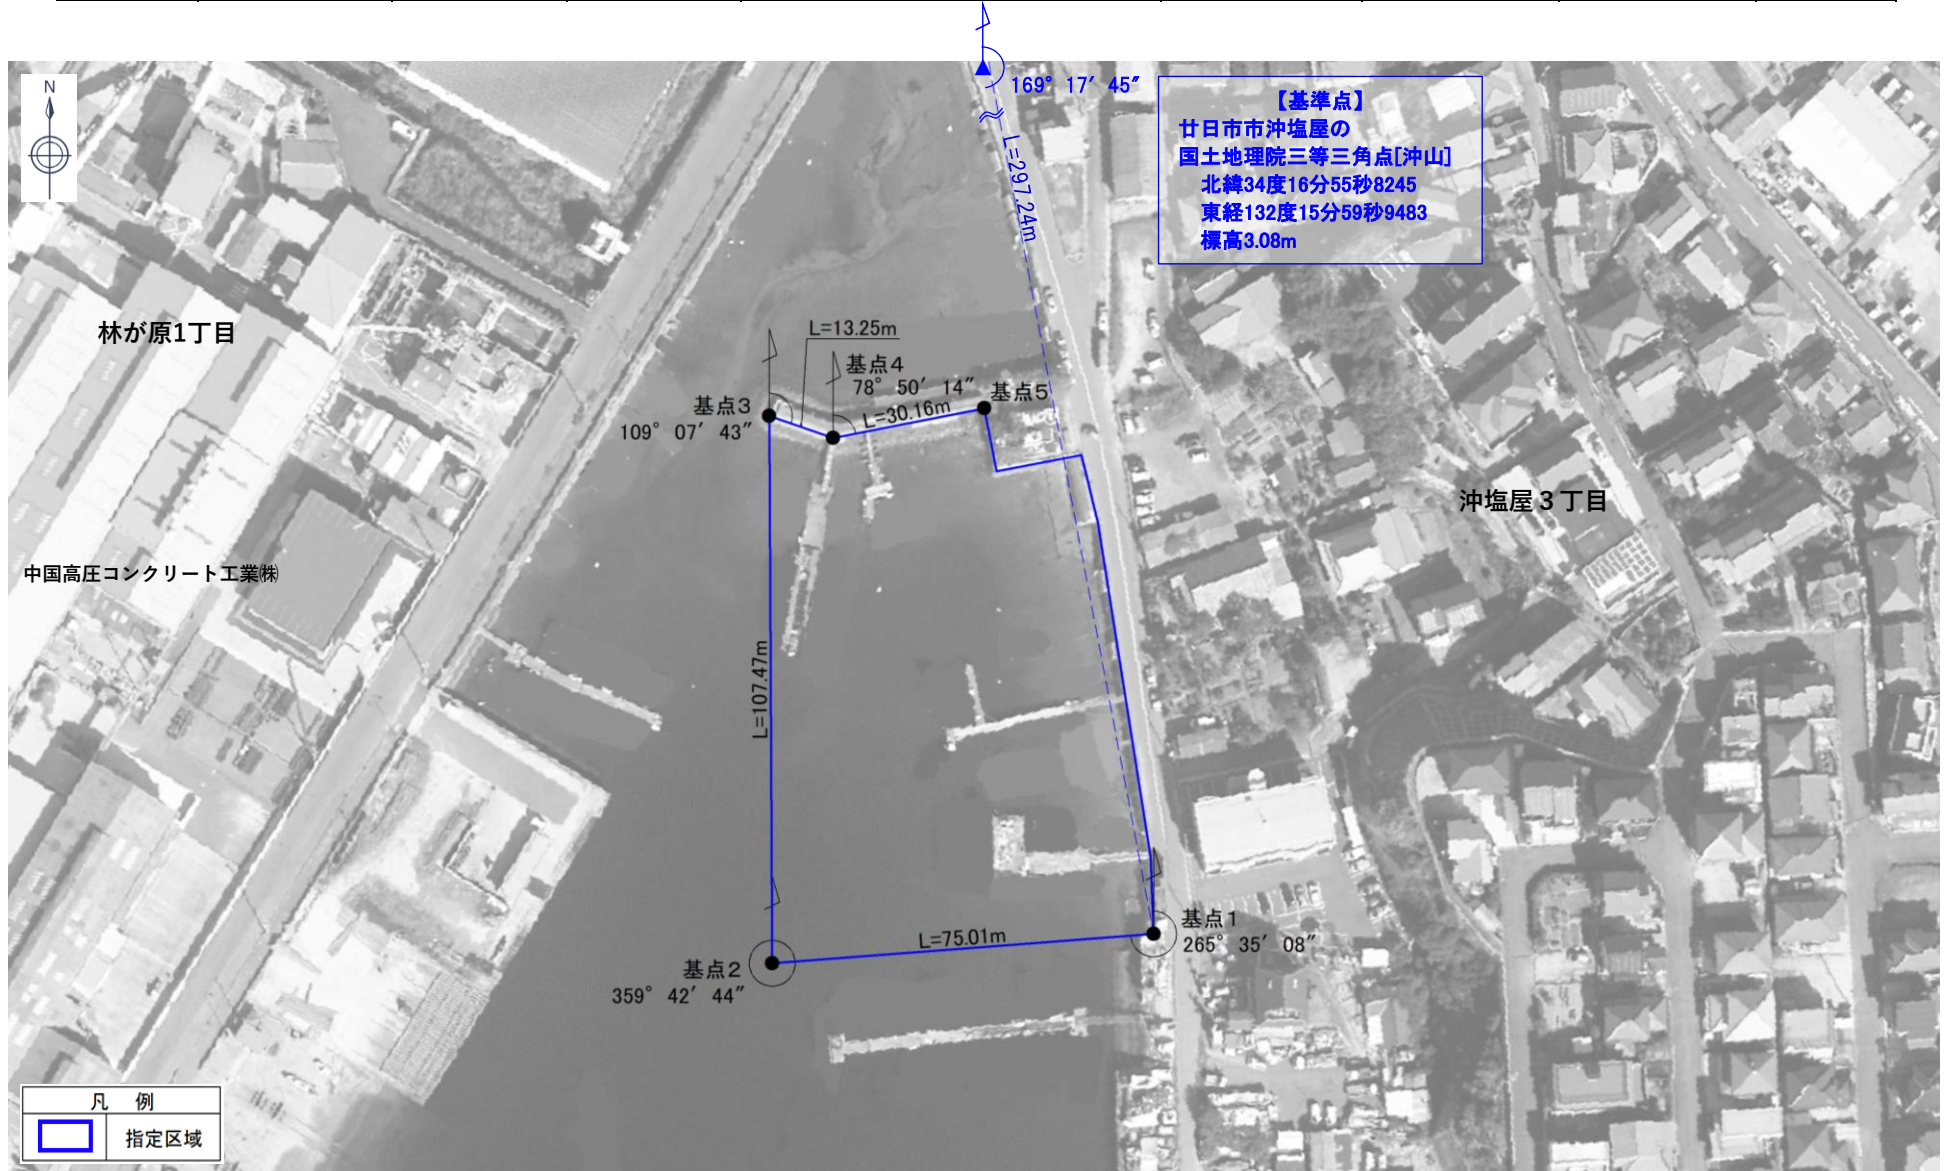 169° 17′ 45″
N
【基準点】
廿日市市沖塩屋の
国土地理院三等三角点[沖山]
北緯34度16分55秒8245
東経132度15分59秒9483
標高3.08m
L=297.24m
林が原1丁目
L=13.25m
基点4
78° 50′ 14″
基点5
基点3
L=30.16m
109° 07′ 43″
沖塩屋３丁目
中国高圧コンクリート工業㈱
L=107.47m
基点1
L=75.01m
265° 35′ 08″
基点2
359° 42′ 44″
凡 例
指定区域